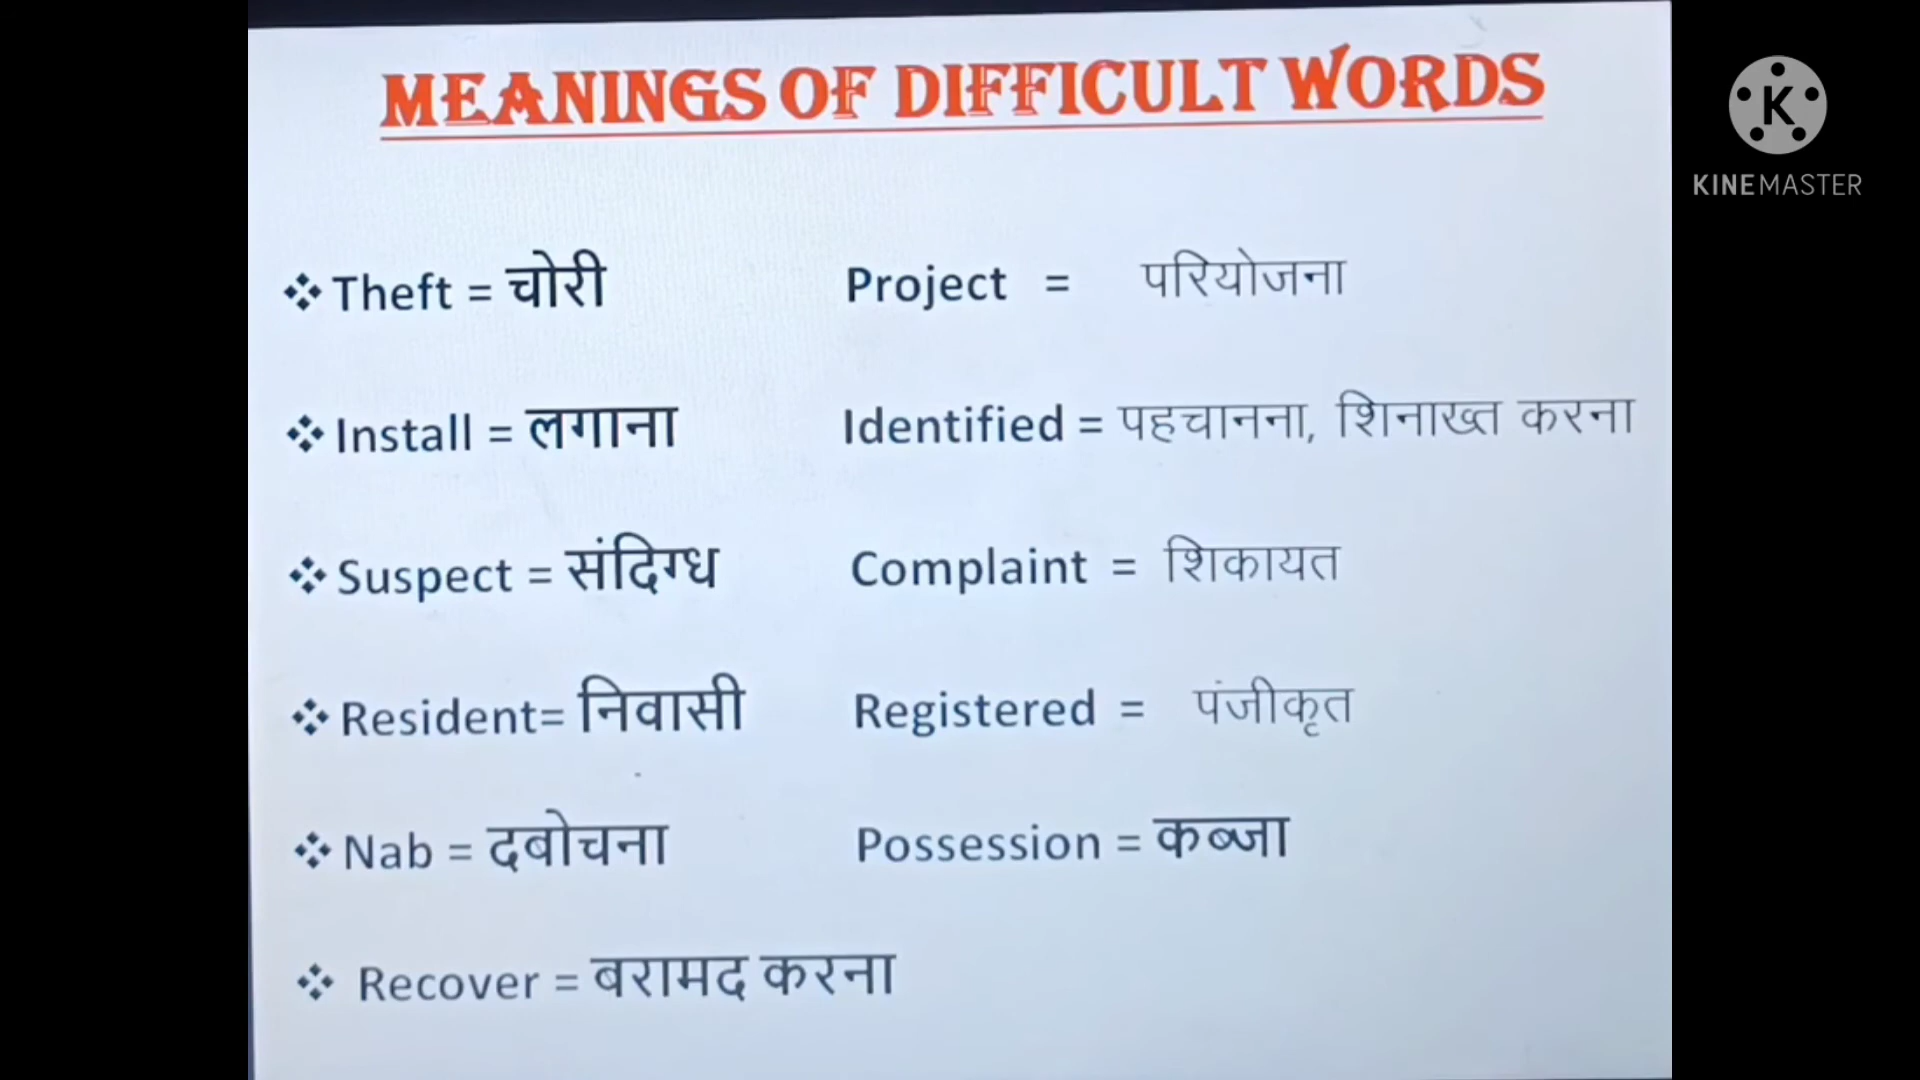 MEANINGS OF DIFFICULT WORDS
K
KINEMASTER
❖ Theft = चोरी Project = परियोजना
❖ Install = लगाना Identified = पहचानना, शिनाख्त करना
❖ Suspect = संदिग्ध Complaint = शिकायत
❖ Resident= निवासी Registered = पंजीकृत
❖ Nab = दबोचना Possession = कब्जा
❖ Recover = बरामद करना